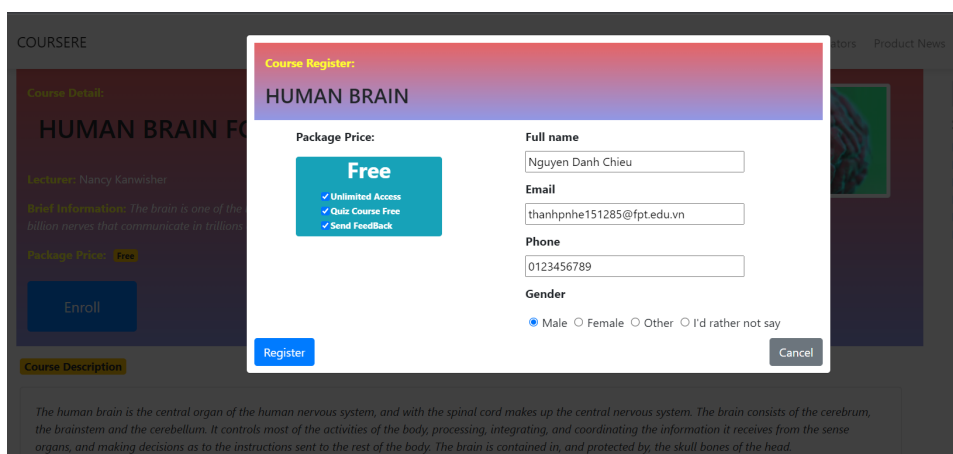 COURSERE
ators Product News
Course Detail:
HUMAN BRAIN FO
Lecturer: Nancy Kanwisher
Brief Information: The brain is one of the
billion nerves that communicate in trillions
Package Price: Free
Enroll
Course Register:
HUMAN BRAIN
Package Price:
Free
Unlimited Access
Quiz Course Free
Send FeedBack
Full name
Nguyen Danh Chieu
Email
thanhpnhe151285@fpt.edu.vn
Phone
0123456789
Gender
Male Female Other I'd rather not say
Register
Cancel
Course Description
The human brain is the central organ of the human nervous system, and with the spinal cord makes up the central nervous system. The brain consists of the cerebrum,
the brainstem and the cerebellum. It controls most of the activities of the body, processing, integrating, and coordinating the information it receives from the sense
organs, and making decisions as to the instructions sent to the rest of the body. The brain is contained in, and protected by, the skull bones of the head.